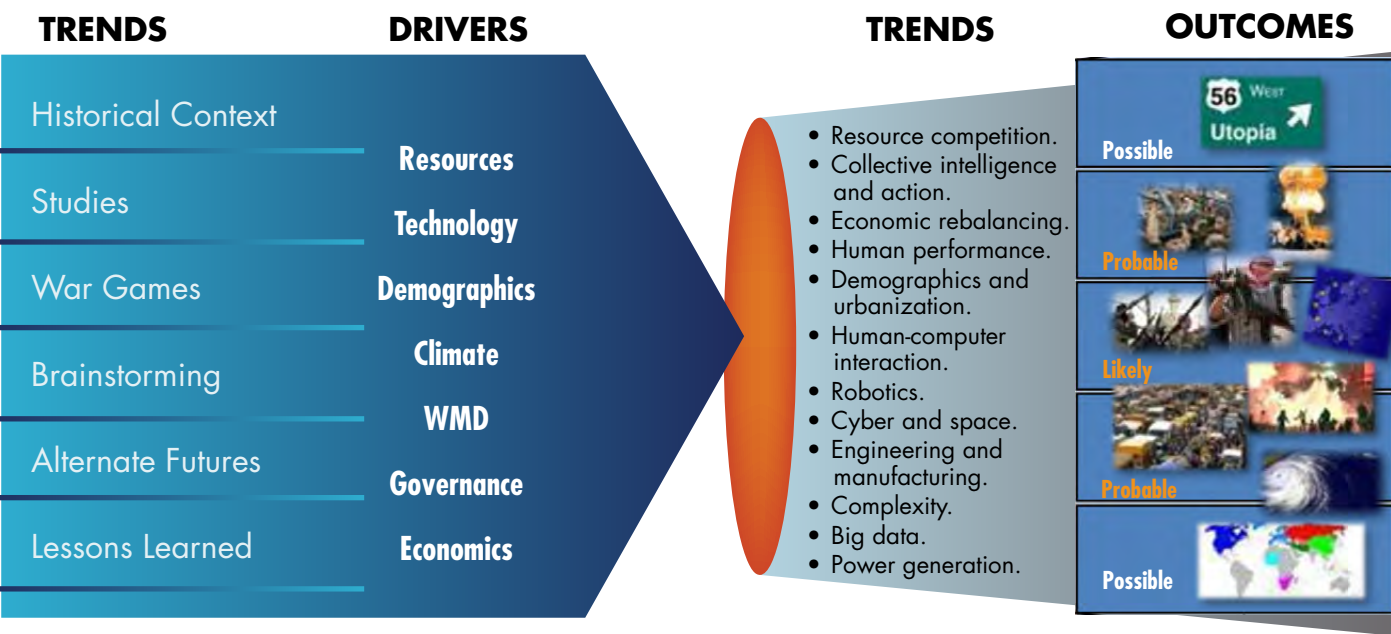 TRENDS
DRIVERS
TRENDS
OUTCOMES
Historical Context
Studies
War Games
Brainstorming
Alternate Futures
Lessons Learned
Resources
Technology
Demographics
Climate
WMD
Governance
Economics
• Resource competition.
• Collective intelligence
and action.
• Economic rebalancing.
• Human performance.
• Demographics and
urbanization.
• Human-computer
interaction.
• Robotics.
• Cyber and space.
• Engineering and
manufacturing.
• Complexity.
• Big data.
• Power generation.
56 WEST
Utopia
Possible
Probable
Likely
Probable
Possible